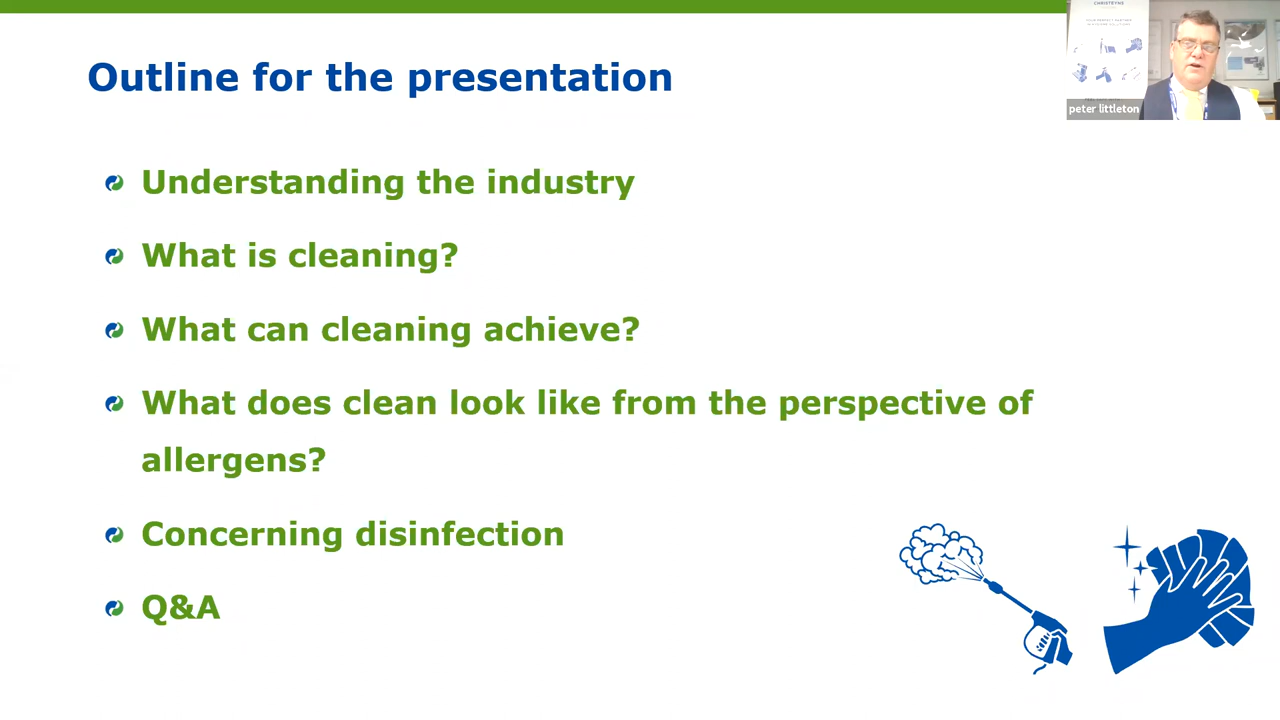 CHRISTEYNS
Outline for the presentation
peter littleton
Understanding the industry
What is cleaning?
What can cleaning achieve?
What does clean look like from the perspective of
allergens?
Concerning disinfection
Q&A